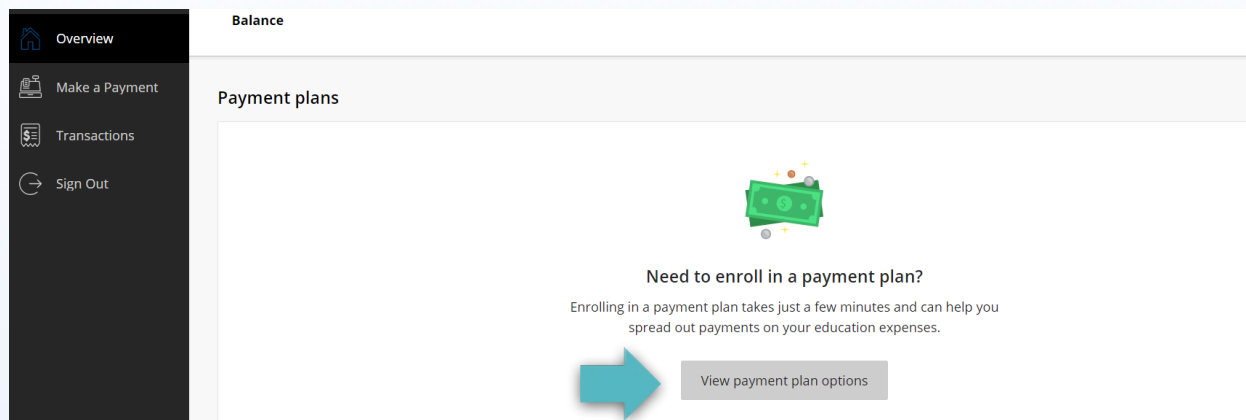 Overview
Make a Payment
Transactions
Sign Out
Balance
Payment plans
Need to enroll in a payment plan?
Enrolling in a payment plan takes just a few minutes and can help you
spread out payments on your education expenses.
View payment plan options